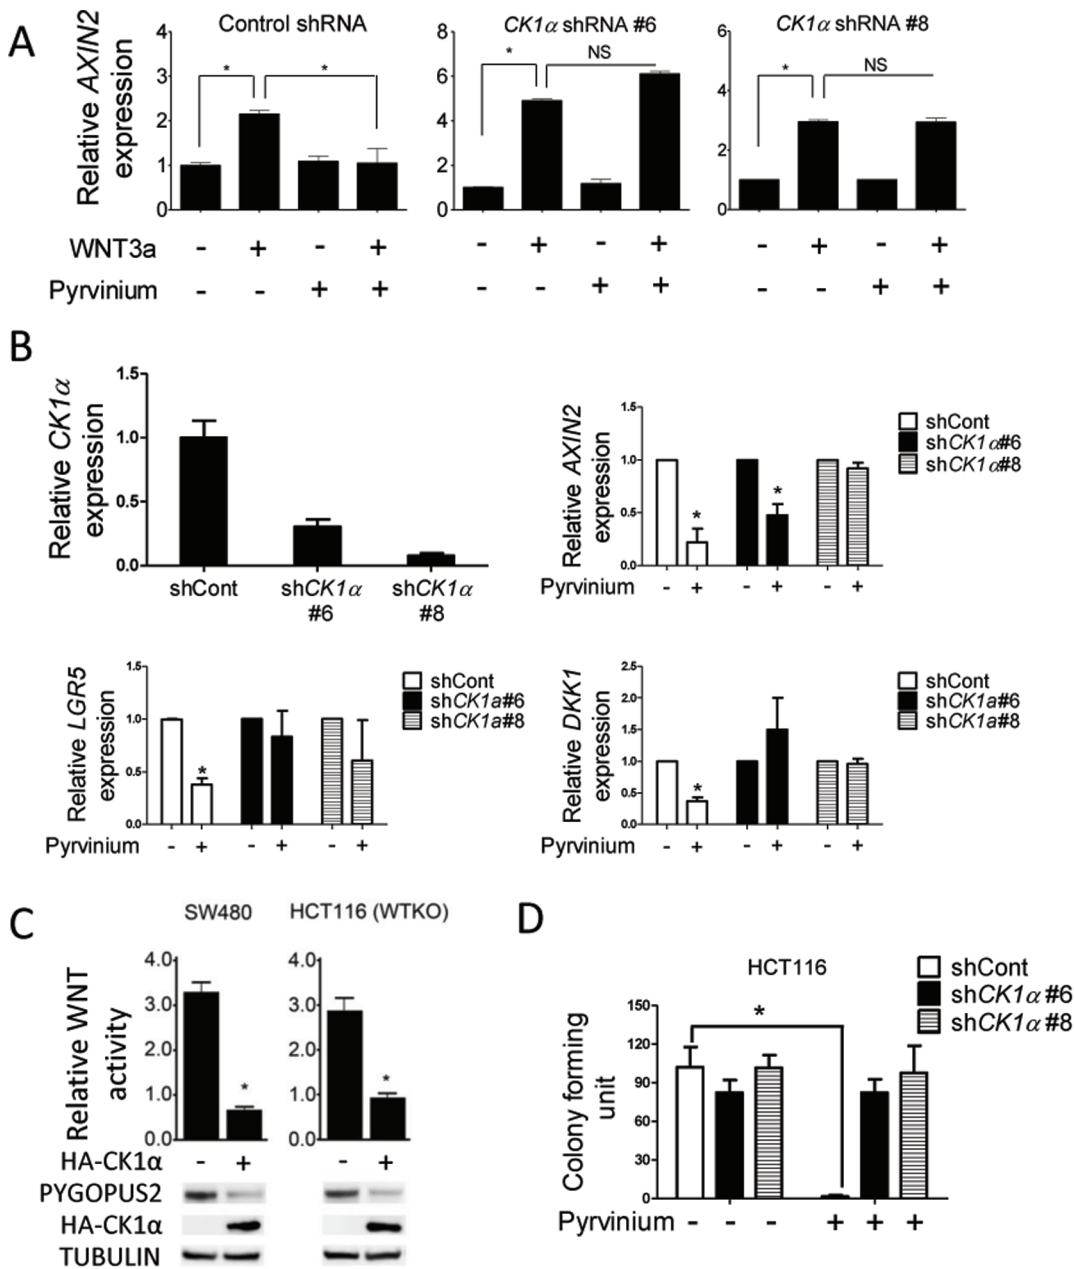 A
Control shRNA
CK1α shRNA #6
CK1α shRNA #8
Relative AXIN2
expression
4
3
2
1
0
*
*
8
6
4
2
0
*
NS
6
4
2
0
*
NS
WNT3a - + - + - + - + - + - +
Pyrvinium - - + + - - + + - - + +
B
Relative CK1α
expression
1.5
1.0
0.5
0.0
shCont
shCK1α
#6
shCK1α
#8
Relative AXIN2
expression
1.5
1.0
0.5
0.0
*
*
Pyrvinium - + - + - +
shCont
shCK1α#6
shCK1α#8
Relative LGR5
expression
1.5
1.0
0.5
0.0
*
Pyrvinium - + - + - +
shCont
shCK1a#6
shCK1a#8
Relative DKK1
expression
2.5
2.0
1.5
1.0
0.5
0.0
*
Pyrvinium - + - + - +
shCont
shCK1a#6
shCK1a#8
C
SW480
HCT116 (WTKO)
Relative WNT
activity
4.0
3.0
2.0
1.0
0.0
*
4.0
3.0
2.0
1.0
0.0
*
HA-CK1α - + - +
PYGOPUS2
HA-CK1α
TUBULIN
D
HCT116
shCont
shCK1α#6
shCK1α#8
Colony forming
unit
150
120
90
60
30
0
*
Pyrvinium - - - + + +